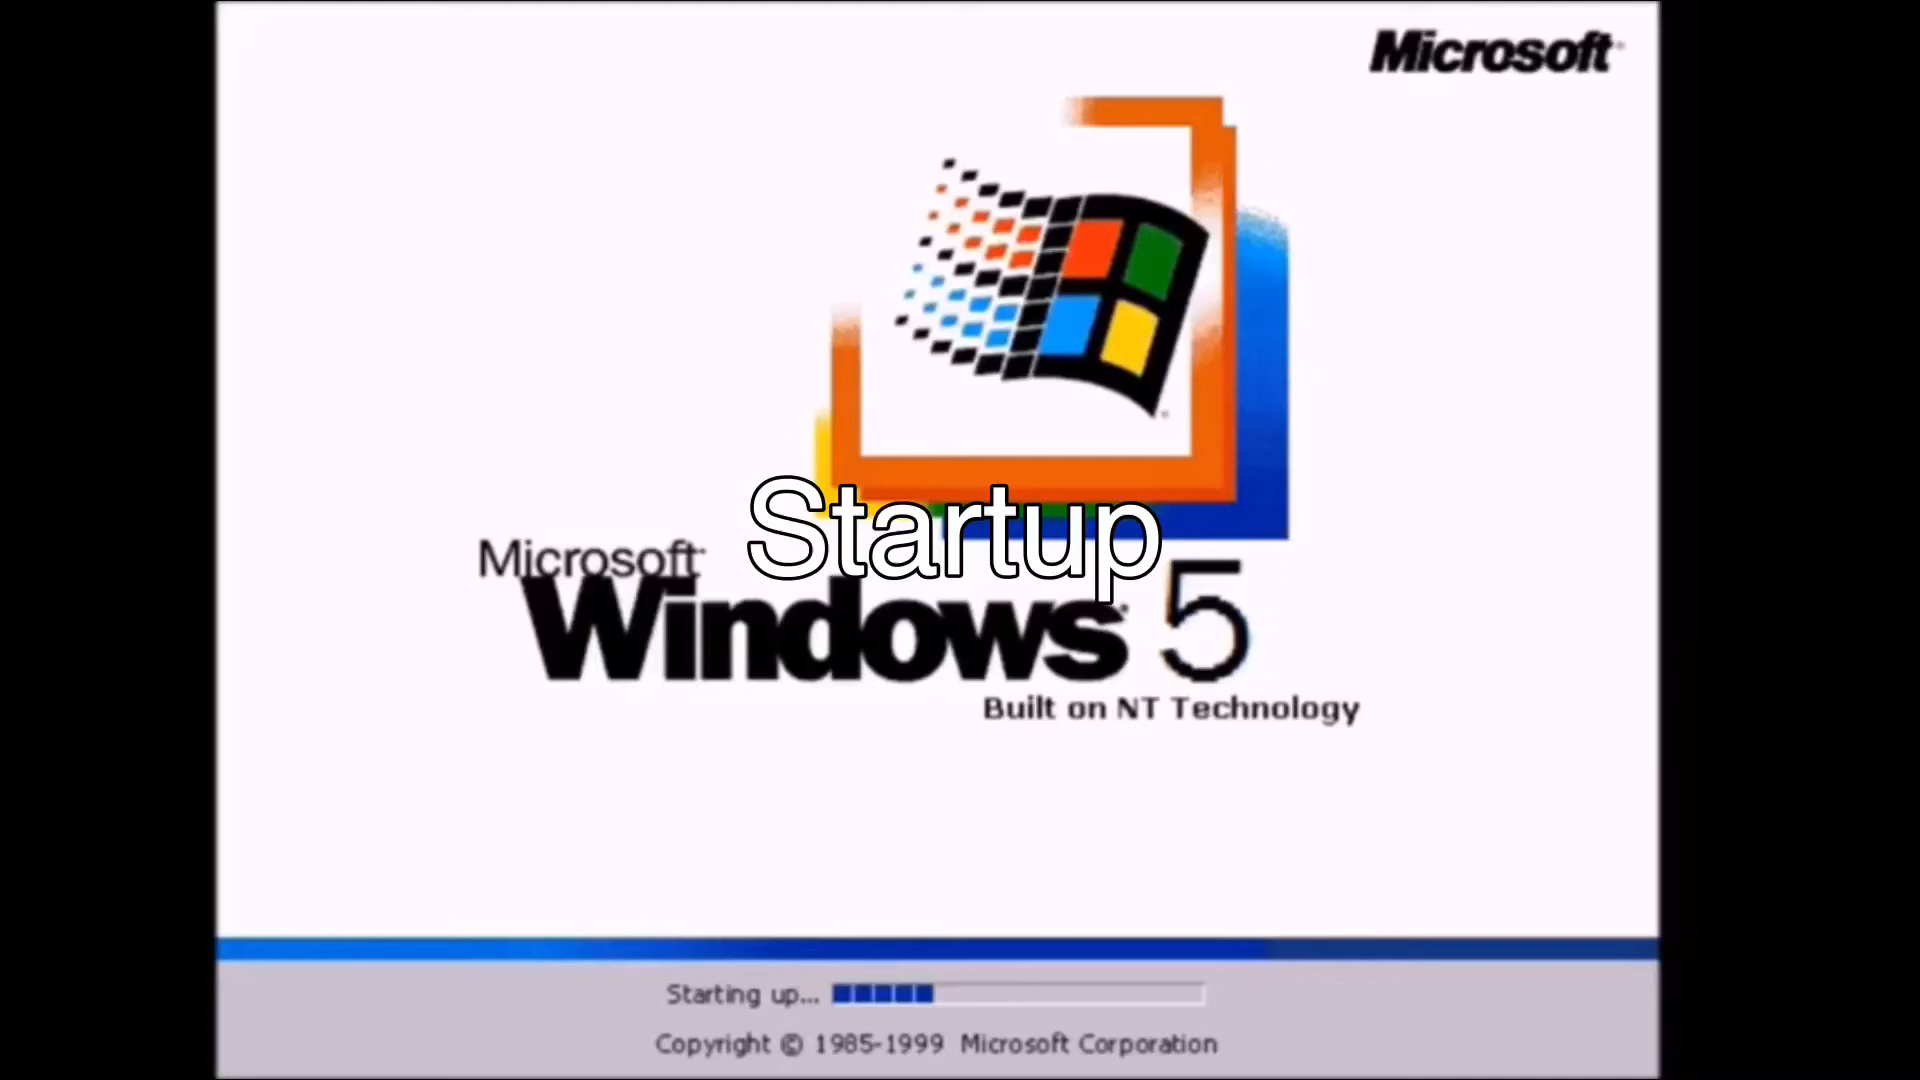 Microsoft
Startup
Microsoft
Windows 5
Built on NT Technology
Starting up...
Copyright © 1985-1999 Microsoft Corporation